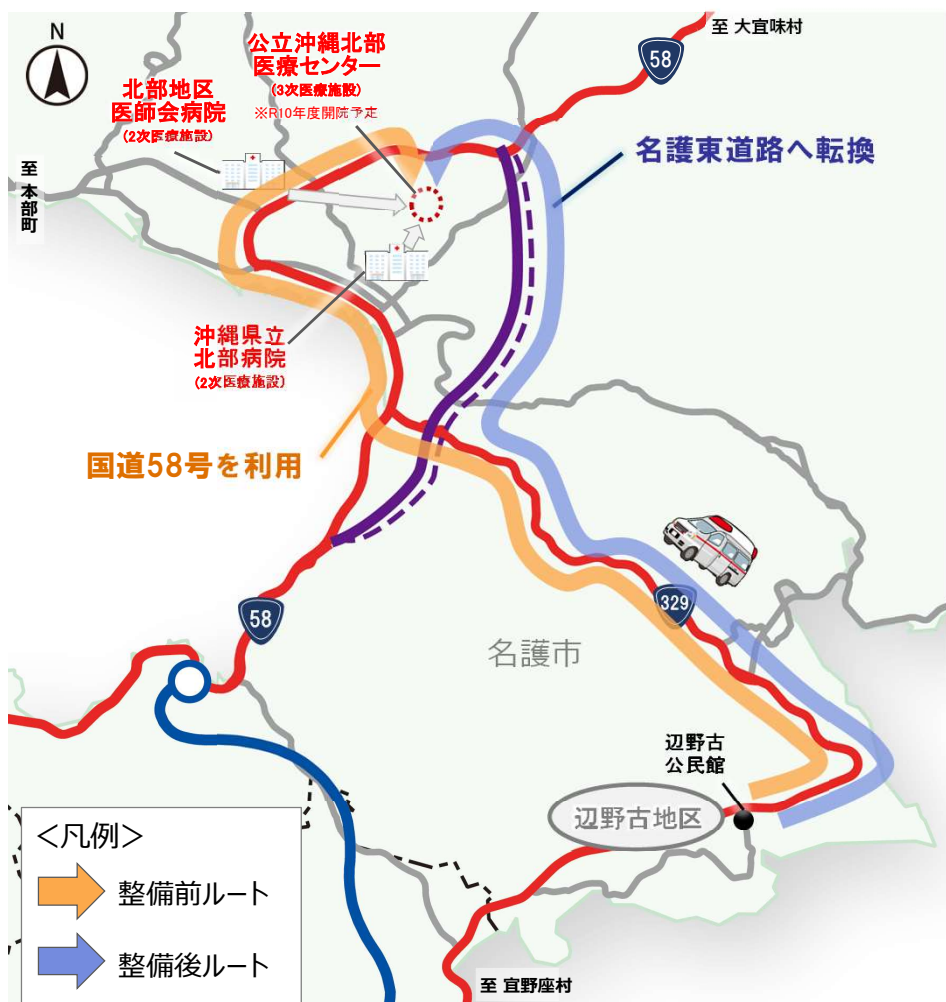 N
至 大宜味村
58
公立沖縄北部
医療センター
(3次医療施設)
※R10年度開院予定
北部地区
医師会病院
(2次医療施設)
名護東道路へ転換
至 本部町
沖縄県立
北部病院
(2次医療施設)
国道58号を利用
58
329
名護市
辺野古
公民館
辺野古地区
<凡例>
整備前ルート
整備後ルート
至 宜野座村